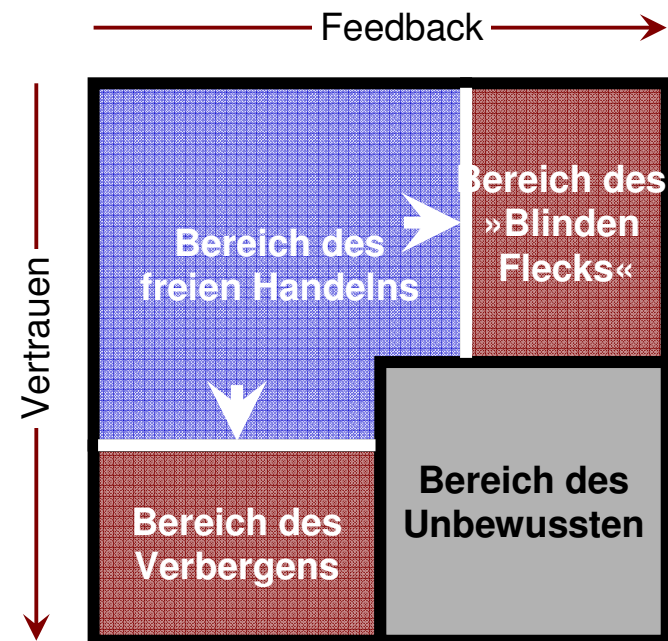 Feedback
Vertrauen
Bereich des
freien Handelns
Bereich des
»Blinden
Flecks«
Bereich des
Verbergens
Bereich des
Unbewussten